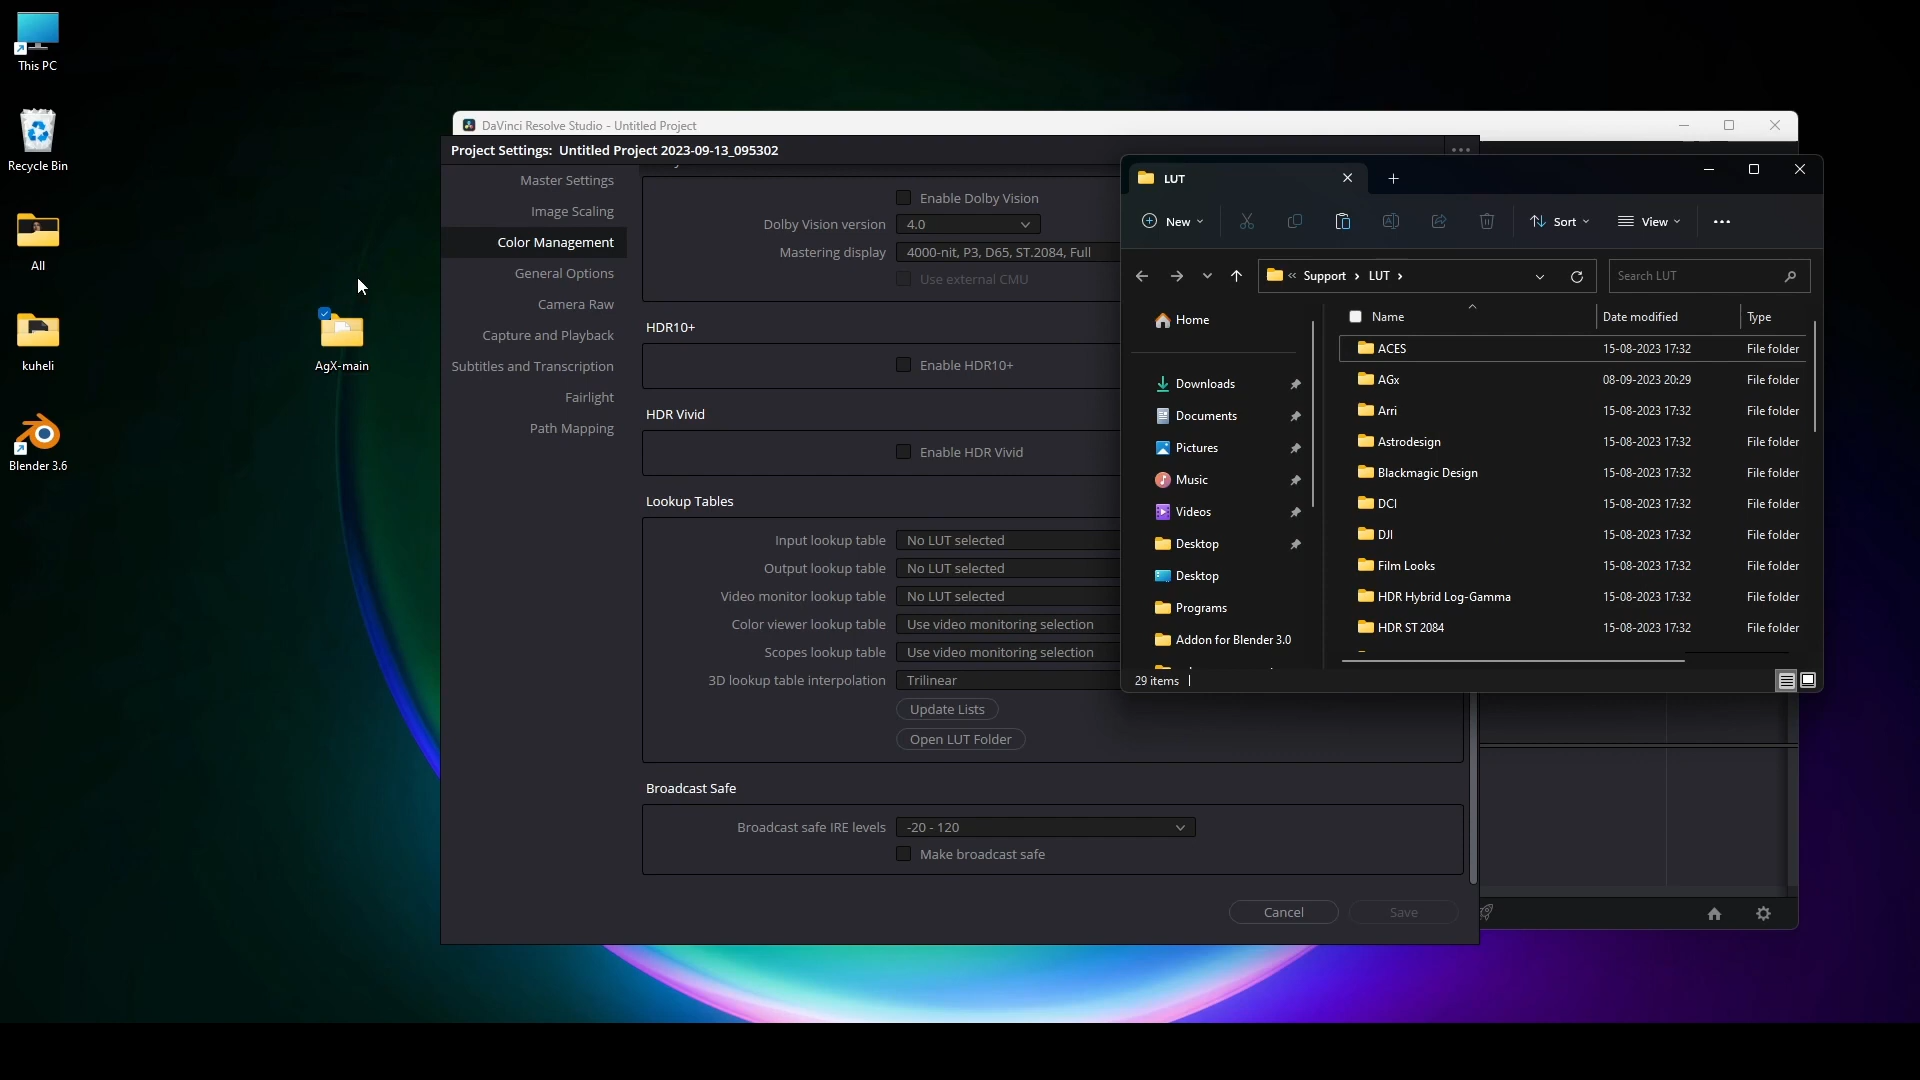 This PC
Recycle Bin
All
kuheli
Blender 3.6
AgX-main
DaVinci Resolve Studio - Untitled Project
Project Settings: Untitled Project 2023-09-13_095302
Master Settings
Image Scaling
Color Management
General Options
Camera Raw
Capture and Playback
Subtitles and Transcription
Fairlight
Path Mapping
Enable Dolby Vision
Dolby Vision version 4.0
Mastering display 4000-nit, P3, D65, ST.2084, Full
Use external CMU
HDR10+
Enable HDR10+
HDR Vivid
Enable HDR Vivid
Lookup Tables
Input lookup table No LUT selected
Output lookup table No LUT selected
Video monitor lookup table No LUT selected
Color viewer lookup table Use video monitoring selection
Scopes lookup table Use video monitoring selection
3D lookup table interpolation Trilinear
Update Lists
Open LUT Folder
Broadcast Safe
Broadcast safe IRE levels -20 - 120
Make broadcast safe
Cancel Save
LUT
New Sort View
« Support › LUT › Search LUT
Home
Downloads
Documents
Pictures
Music
Videos
Desktop
Desktop
Programs
Addon for Blender 3.0
Name Date modified Type
ACES 15-08-2023 17:32 File folder
AGx 08-09-2023 20:29 File folder
Arri 15-08-2023 17:32 File folder
Astrodesign 15-08-2023 17:32 File folder
Blackmagic Design 15-08-2023 17:32 File folder
DCI 15-08-2023 17:32 File folder
DJI 15-08-2023 17:32 File folder
Film Looks 15-08-2023 17:32 File folder
HDR Hybrid Log-Gamma 15-08-2023 17:32 File folder
HDR ST 2084 15-08-2023 17:32 File folder
29 items